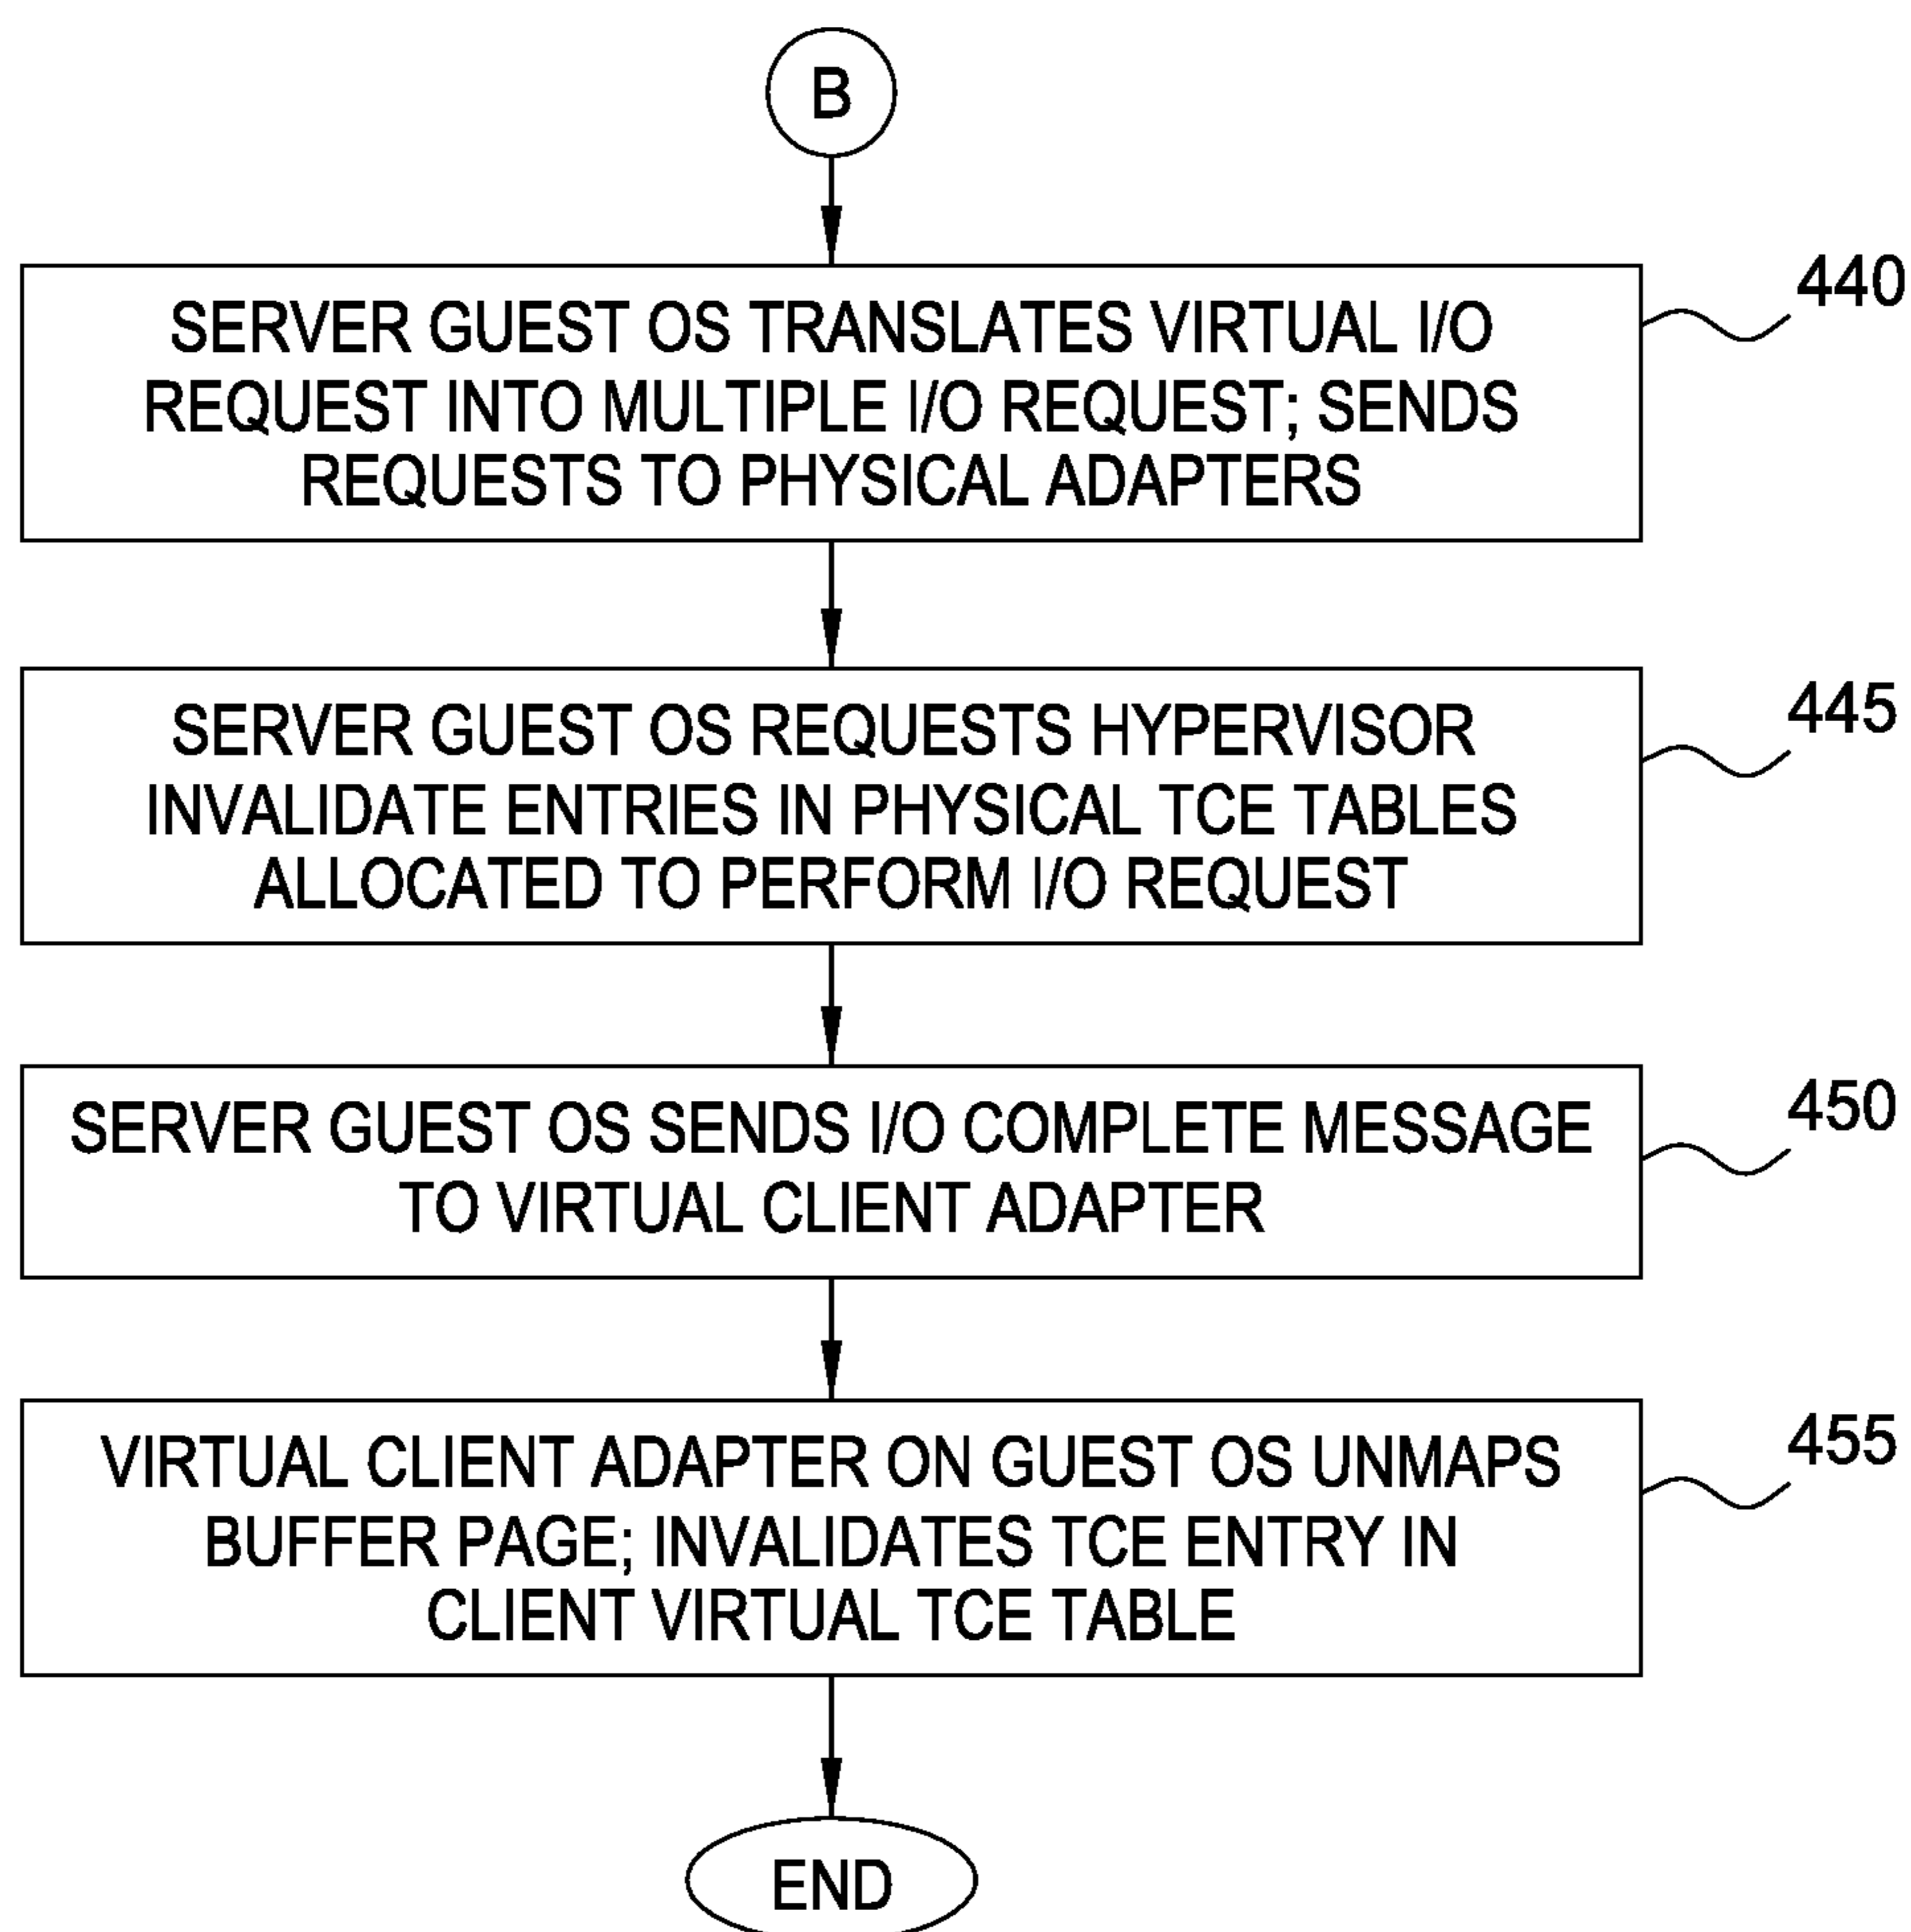 B
SERVER GUEST OS TRANSLATES VIRTUAL I/O
REQUEST INTO MULTIPLE I/O REQUEST; SENDS
REQUESTS TO PHYSICAL ADAPTERS
440
SERVER GUEST OS REQUESTS HYPERVISOR
INVALIDATE ENTRIES IN PHYSICAL TCE TABLES
ALLOCATED TO PERFORM I/O REQUEST
445
SERVER GUEST OS SENDS I/O COMPLETE MESSAGE
TO VIRTUAL CLIENT ADAPTER
450
VIRTUAL CLIENT ADAPTER ON GUEST OS UNMAPS
BUFFER PAGE; INVALIDATES TCE ENTRY IN
CLIENT VIRTUAL TCE TABLE
455
END